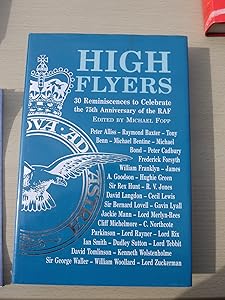 HIGH
FLYERS
30 Reminiscences to Celebrate
the 75th Anniversary of the RAF
EDITED BY MICHAEL FOPP
Peter Alliss - Raymond Baxter - Tony
Benn - Michael Bentine - Michael
Bond - Peter Cadbury
Frederick Forsyth
William Franklyn - James
A. Goodson - Hughie Green
Sir Rex Hunt - R. V. Jones
David Langdon - Cecil Lewis
Sir Bernard Lovell - Gavin Lyall
Jackie Mann - Lord Merlyn-Rees
Cliff Michelmore - C. Northcote
Parkinson - Lord Rayner - Lord Rix
Ian Smith - Dudley Sutton - Lord Tebbit
David Tomlinson - Kenneth Wolstenholme
Sir George Waller - William Woollard - Lord Zuckerman